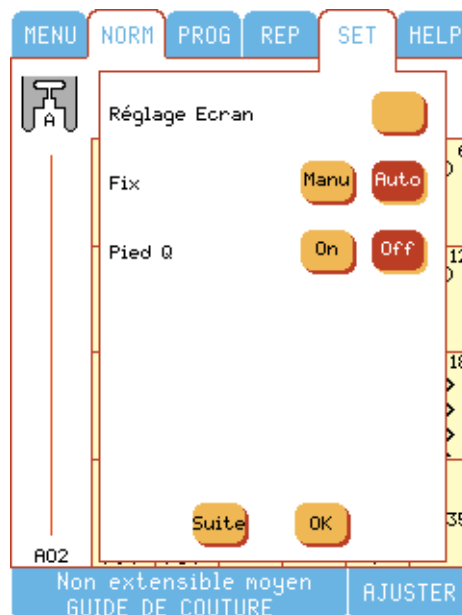 MENU NORM PROG REP SET HELP
A
Réglage Ecran
Fix Manu Auto
Pied Q On Off
Suite OK
A02
Non extensible moyen
GUIDE DE COUTURE
AJUSTER